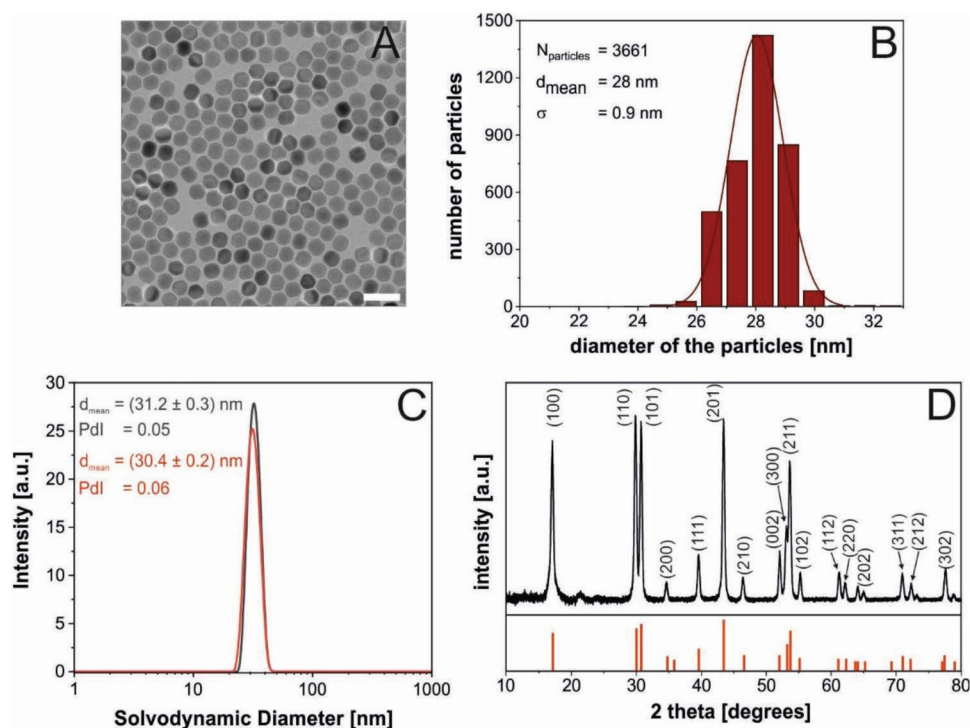 A
B
1500
1200
900
600
300
0
number of particles
N particles = 3661
d mean = 28 nm
σ = 0.9 nm
20 22 24 26 28 30 32
diameter of the particles [nm]
C
30
25
20
15
10
5
0
Intensity [a.u.]
d mean = (31.2 ± 0.3) nm
PdI = 0.05
d mean = (30.4 ± 0.2) nm
PdI = 0.06
1 10 100 1000
Solvodynamic Diameter [nm]
D
intensity [a.u.]
(100)
(110)
(101)
(200)
(111)
(201)
(210)
(002)
(300)
(211)
(102)
(112)
(220)
(202)
(311)
(212)
(302)
10 20 30 40 50 60 70 80
2 theta [degrees]